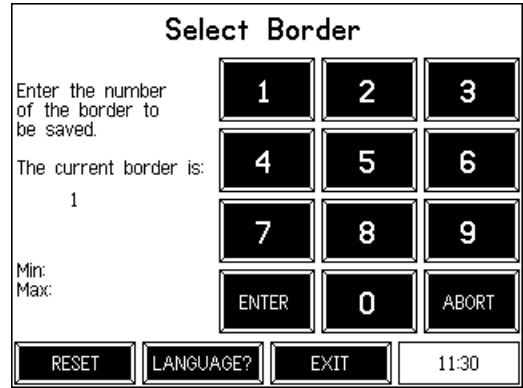 Select Border
Enter the number
of the border to
be saved.
The current border is:
1
Min:
Max:
1 2 3
4 5 6
7 8 9
ENTER 0 ABORT
RESET LANGUAGE? EXIT 11:30